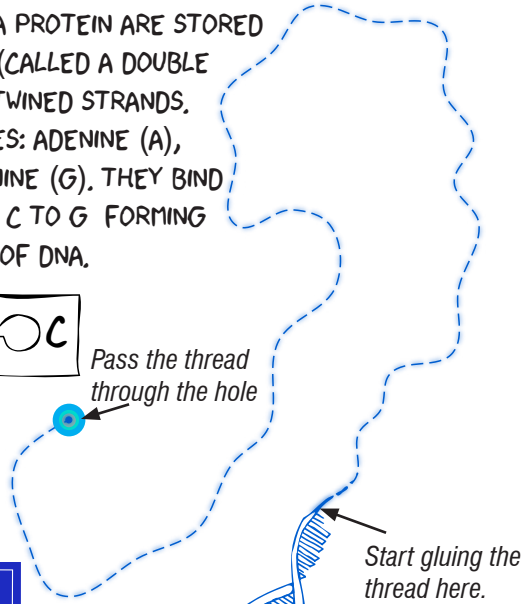 A PROTEIN ARE STORED
(CALLED A DOUBLE
TWINED STRANDS.
ES: ADENINE (A),
NINE (G). THEY BIND
C TO G FORMING
OF DNA.
C
Pass the thread
through the hole
Start gluing the
thread here.